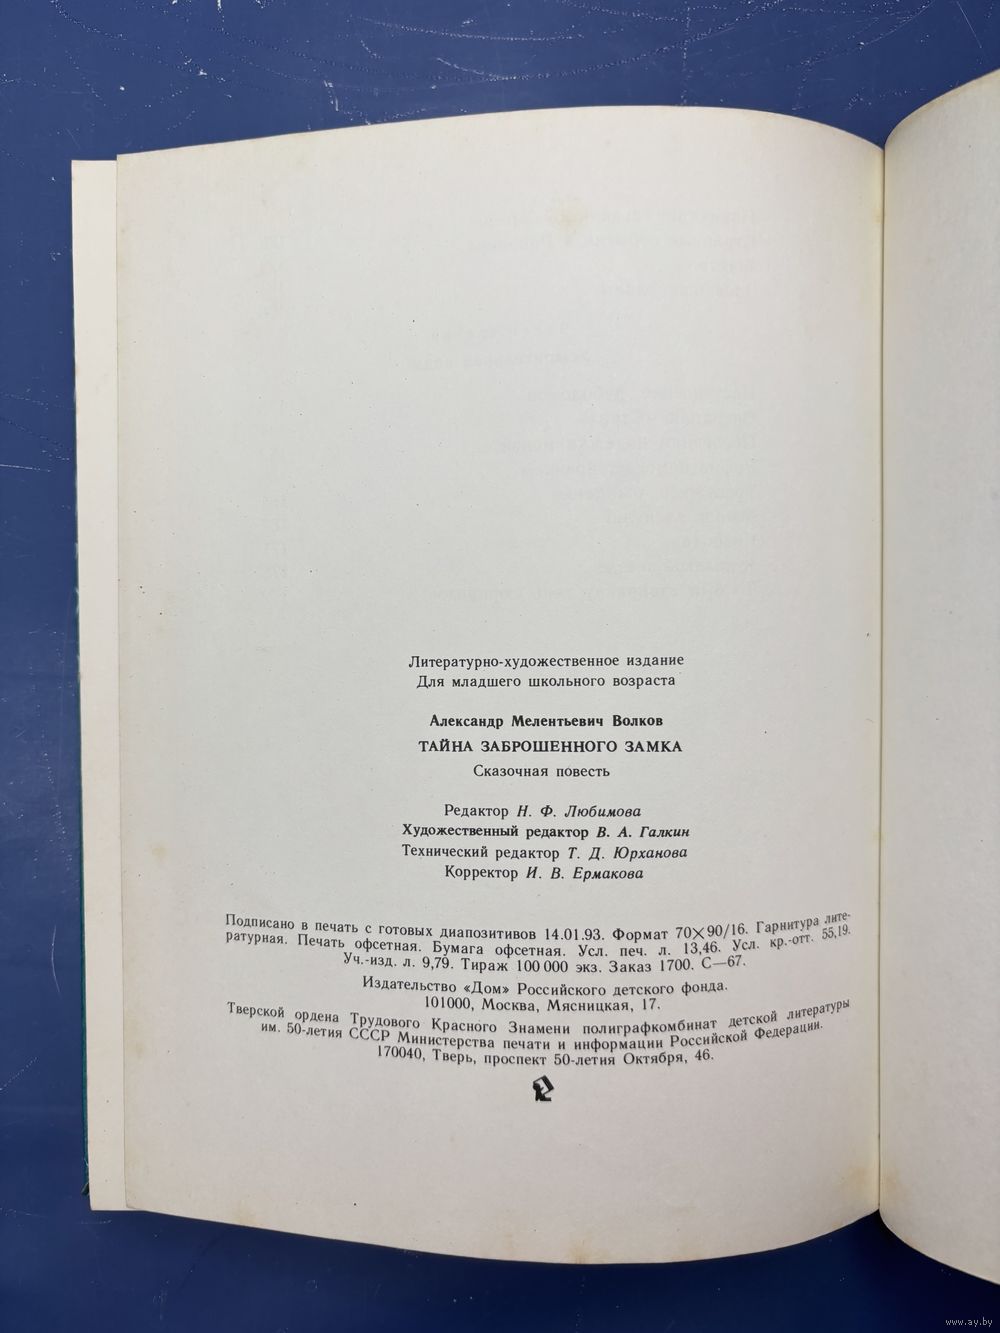 Литературно-художественное издание
Для младшего школьного возраста
Александр Мелентьевич Волков
ТАЙНА ЗАБРОШЕННОГО ЗАМКА
Сказочная повесть
Редактор Н. Ф. Любимова
Художественный редактор В. А. Галкин
Технический редактор Т. Д. Юрханова
Корректор И. В. Ермакова
Подписано в печать с готовых диапозитивов 14.01.93. Формат 70×90/16. Гарнитура лите-
ратурная. Печать офсетная. Бумага офсетная. Усл. печ. л. 13,46. Усл. кр.-отт. 55,19.
Уч.-изд. л. 9,79. Тираж 100 000 экз. Заказ 1700. С—67.
Издательство «Дом» Российского детского фонда.
101000, Москва, Мясницкая, 17.
Тверской ордена Трудового Красного Знамени полиграфкомбинат детской литературы
им. 50-летия СССР Министерства печати и информации Российской Федерации.
170040, Тверь, проспект 50-летия Октября, 46.
www.ay.by